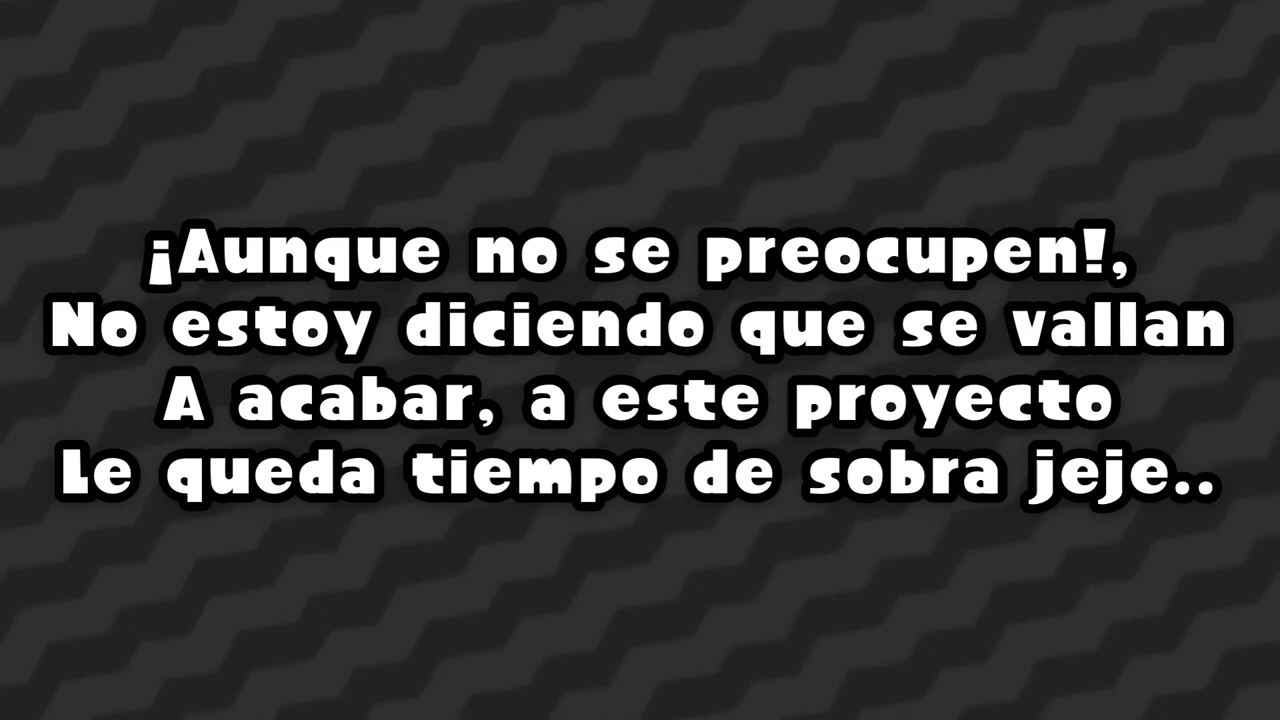 ¡Aunque no se preocupen!,
No estoy diciendo que se vallan
A acabar, a este proyecto
Le queda tiempo de sobra jeje..